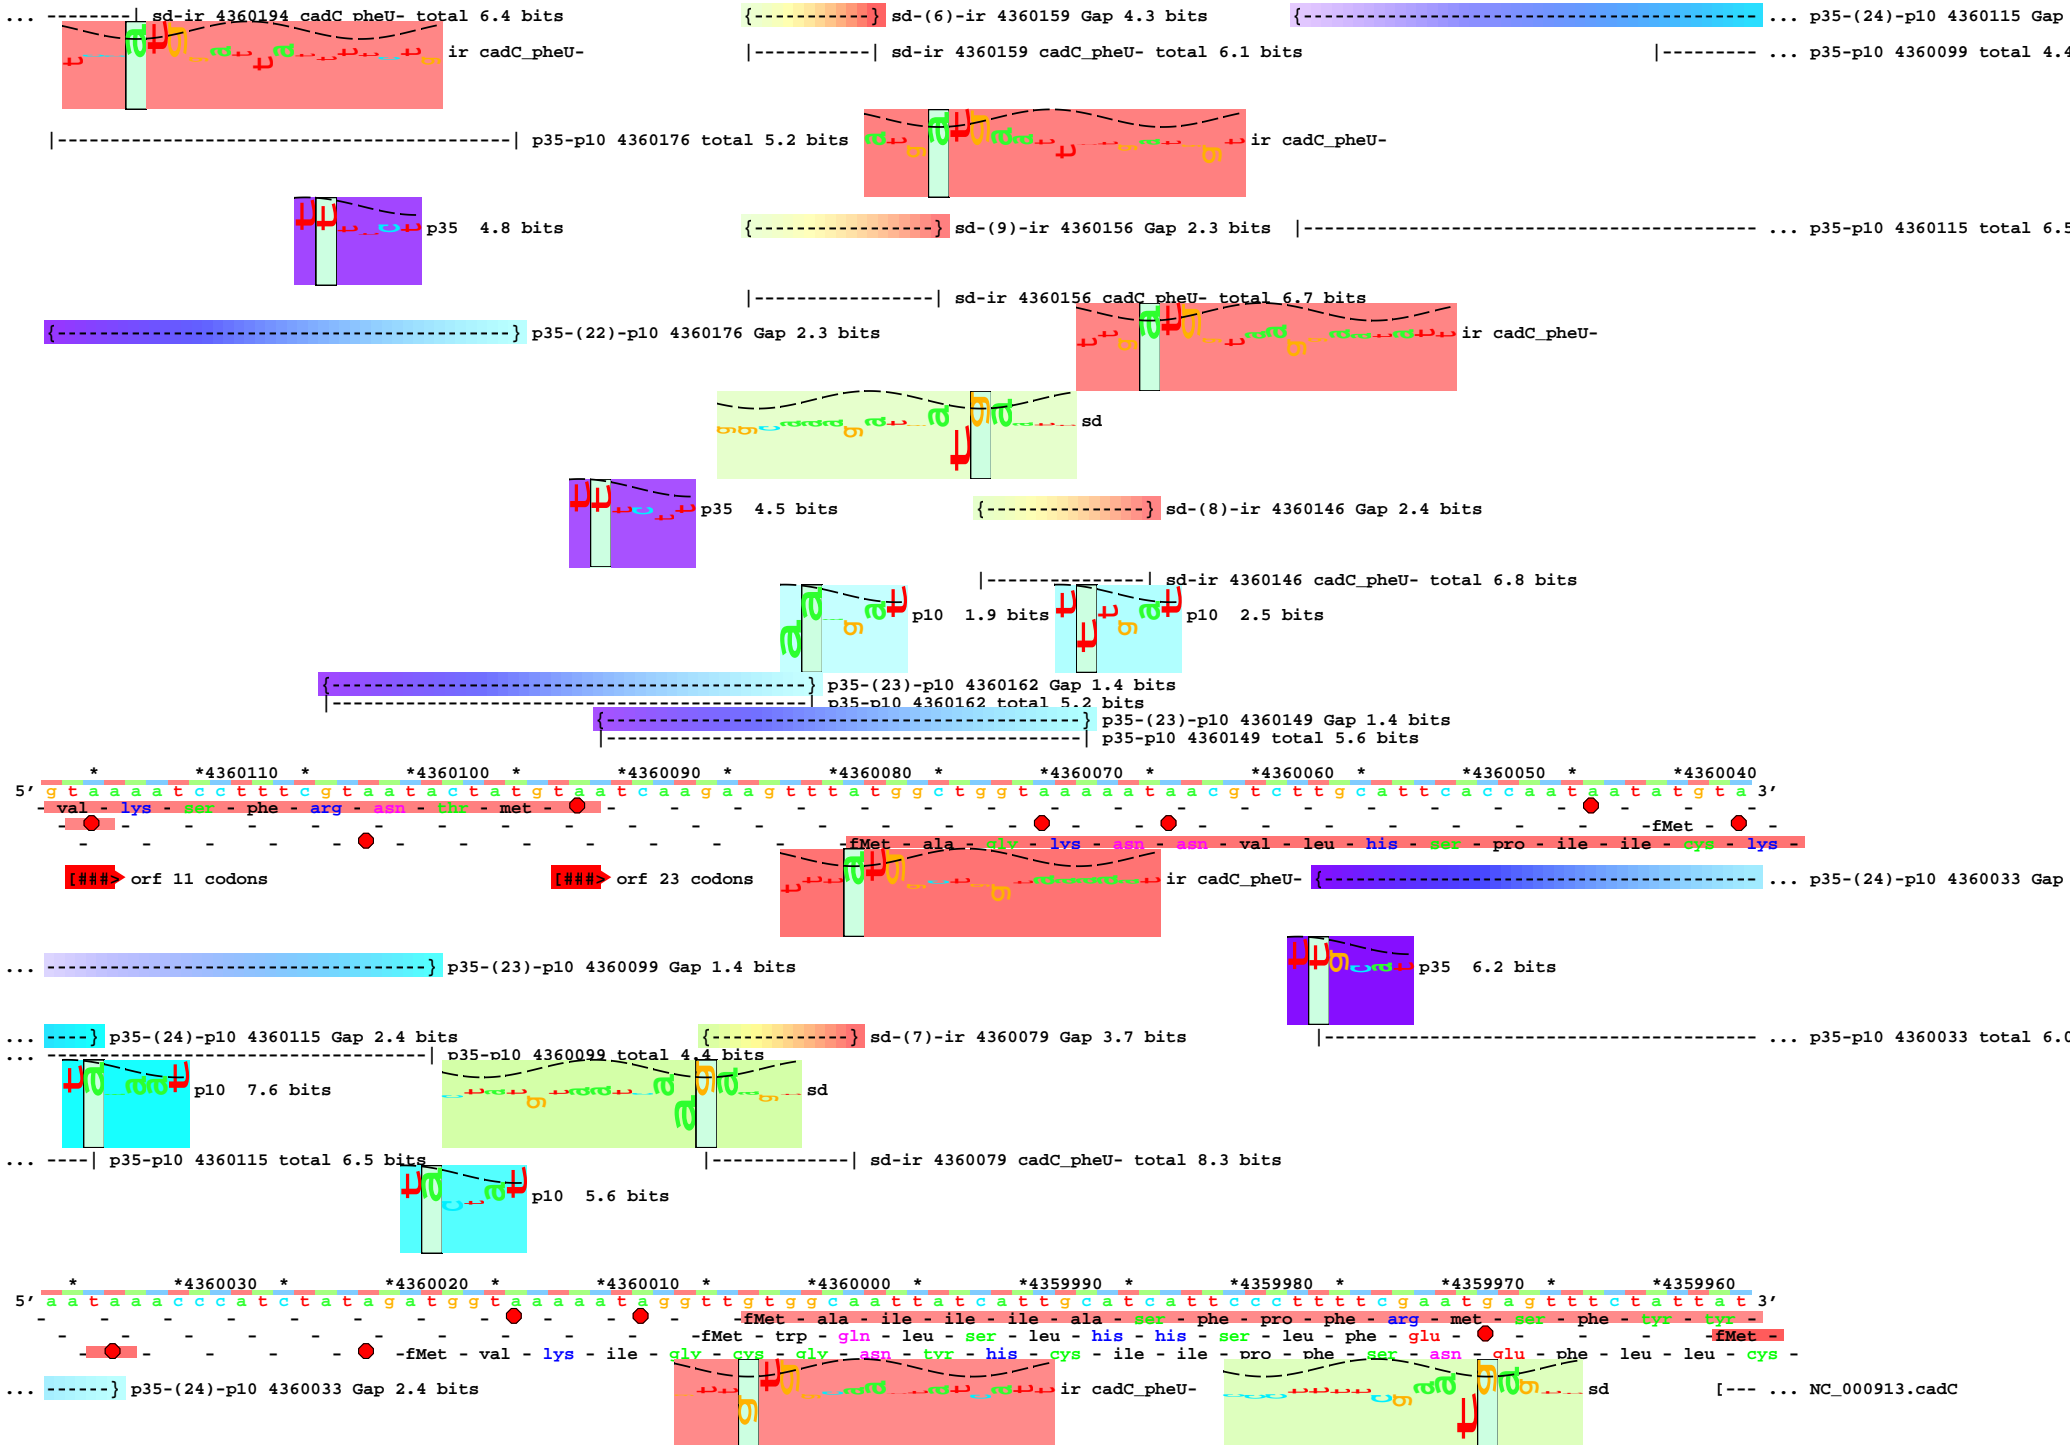 ... --------| sd-ir 4360194 cadC_pheU- total 6.4 bits
{----------} sd-(6)-ir 4360159 Gap 4.3 bits
... p35-(24)-p10 4360115 Gap
ir cadC_pheU-
|----------| sd-ir 4360159 cadC_pheU- total 6.1 bits
... p35-p10 4360099 total 4.4
p35-p10 4360176 total 5.2 bits
ir cadC_pheU-
p35 4.8 bits
sd-(9)-ir 4360156 Gap 2.3 bits
... p35-p10 4360115 total 6.5
sd-ir 4360156 cadC_pheU- total 6.7 bits
p35-(22)-p10 4360176 Gap 2.3 bits
ir cadC_pheU-
sd
p35 4.5 bits
sd-(8)-ir 4360146 Gap 2.4 bits
sd-ir 4360146 cadC_pheU- total 6.8 bits
p10 1.9 bits
p10 2.5 bits
p35-(23)-p10 4360162 Gap 1.4 bits
p35-p10 4360162 total 5.2 bits
p35-(23)-p10 4360149 Gap 1.4 bits
p35-p10 4360149 total 5.6 bits
* *4360110 * *4360100 * *4360090 * *4360080 * *4360070 * *4360060 * *4360050 * *4360040
5' g t a a a a t c c t t t c g t a a t a c t a t g t a a t c a a g a a g t t t a t g g c t g g t a a a a a t a a c g t c t t g c a t t c a c c a a t a a t a t g t a 3'
- val - lys - ser - phe - arg - asn - thr - met -
-fMet -
-fMet - ala - gly - lys - asn - asn - val - leu - his - ser - pro - ile - ile - cys - lys -
[###> orf 11 codons
[###> orf 23 codons
ir cadC_pheU-
... p35-(24)-p10 4360033 Gap
... p35-(23)-p10 4360099 Gap 1.4 bits
p35 6.2 bits
... ----} p35-(24)-p10 4360115 Gap 2.4 bits
sd-(7)-ir 4360079 Gap 3.7 bits
... p35-p10 4360033 total 6.0
... p35-p10 4360099 total 4.4 bits
p10 7.6 bits
sd
... ----| p35-p10 4360115 total 6.5 bits
sd-ir 4360079 cadC_pheU- total 8.3 bits
p10 5.6 bits
* *4360030 * *4360020 * *4360010 * *4360000 * *4359990 * *4359980 * *4359970 * *4359960
5' a a t a a a c c c a t c t a t a g a t g g t a a a a a t a g g t t g t g g c a a t t a t c a t t g c a t c a t t c c c t t t t c g a a t g a g t t t c t a t t a t 3'
-fMet - ala - ile - ile - ile - ala - ser - phe - pro - phe - arg - met - ser - phe - tyr - tyr -
-fMet - trp - gln - leu - ser - leu - his - his - ser - leu - phe - glu
-fMet -
-fMet - val - lys - ile - gly - cys - gly - asn - tyr - his - cys - ile - ile - pro - phe - ser - asn - glu - phe - leu - leu - cys -
... ------} p35-(24)-p10 4360033 Gap 2.4 bits
ir cadC_pheU-
sd
[--- ... NC_000913.cadC